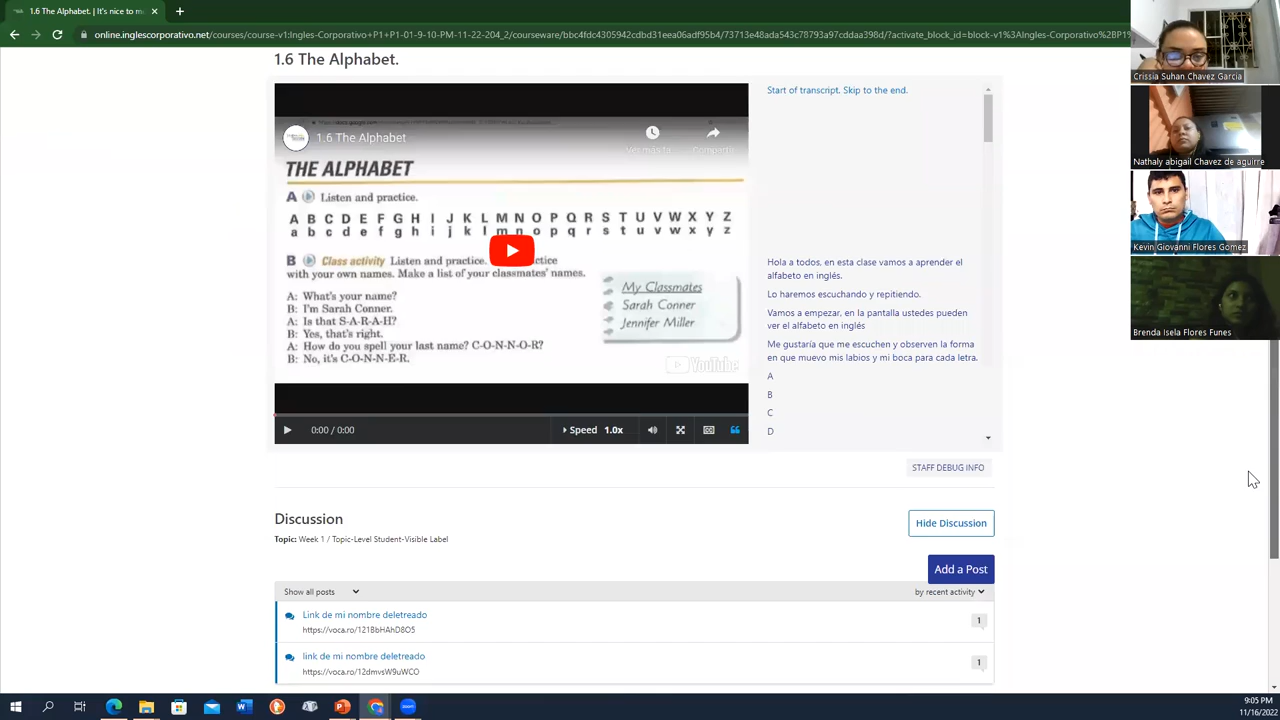 1.6 The Alphabet. | It's nice to m
online.inglescorporativo.net/courses/course-v1:Ingles-Corporativo+P1+P1-01-9-10-PM-11-22-204_2/courseware/bbc4fdc4305942cdbd31eea06adf95b4/73713e48ada543c78793a97cddaa398d/?activate_block_id=block-v1%3AIngles-Corporativo%2BP1%
1.6 The Alphabet.
1.6 The Alphabet
THE ALPHABET
A Listen and practice.
A B C D E F G H I J K L M N O P Q R S T U V W X Y Z
a b c d e f g h i j k l m n o p q r s t u v w x y z
B Class activity Listen and practice. ctice
with your own names. Make a list of your classmates' names.
A: What's your name?
B: I'm Sarah Conner.
A: Is that S-A-R-A-H?
B: Yes, that's right.
A: How do you spell your last name? C-O-N-N-O-R?
B: No, it's C-O-N-N-E-R.
My Classmates
Sarah Conner
Jennifer Miller
YouTube
0:00 / 0:00
Speed 1.0x
Start of transcript. Skip to the end.
Hola a todos, en esta clase vamos a aprender el
alfabeto en inglés.
Lo haremos escuchando y repitiendo.
Vamos a empezar, en la pantalla ustedes pueden
ver el alfabeto en inglés
Me gustaría que me escuchen y observen la forma
en que muevo mis labios y mi boca para cada letra.
A
B
C
D
STAFF DEBUG INFO
Discussion
Hide Discussion
Topic: Week 1 / Topic-Level Student-Visible Label
Add a Post
Show all posts
by recent activity
Link de mi nombre deletreado
1
https://voca.ro/121BbHAhD8O5
link de mi nombre deletreado
1
https://voca.ro/12dmvsW9uWCO
Crissia Suhan Chavez Garcia
Nathaly abigail Chavez de aguirre
Kevin Giovanni Flores Gomez
Brenda Isela Flores Funes
9:05 PM
11/16/2022